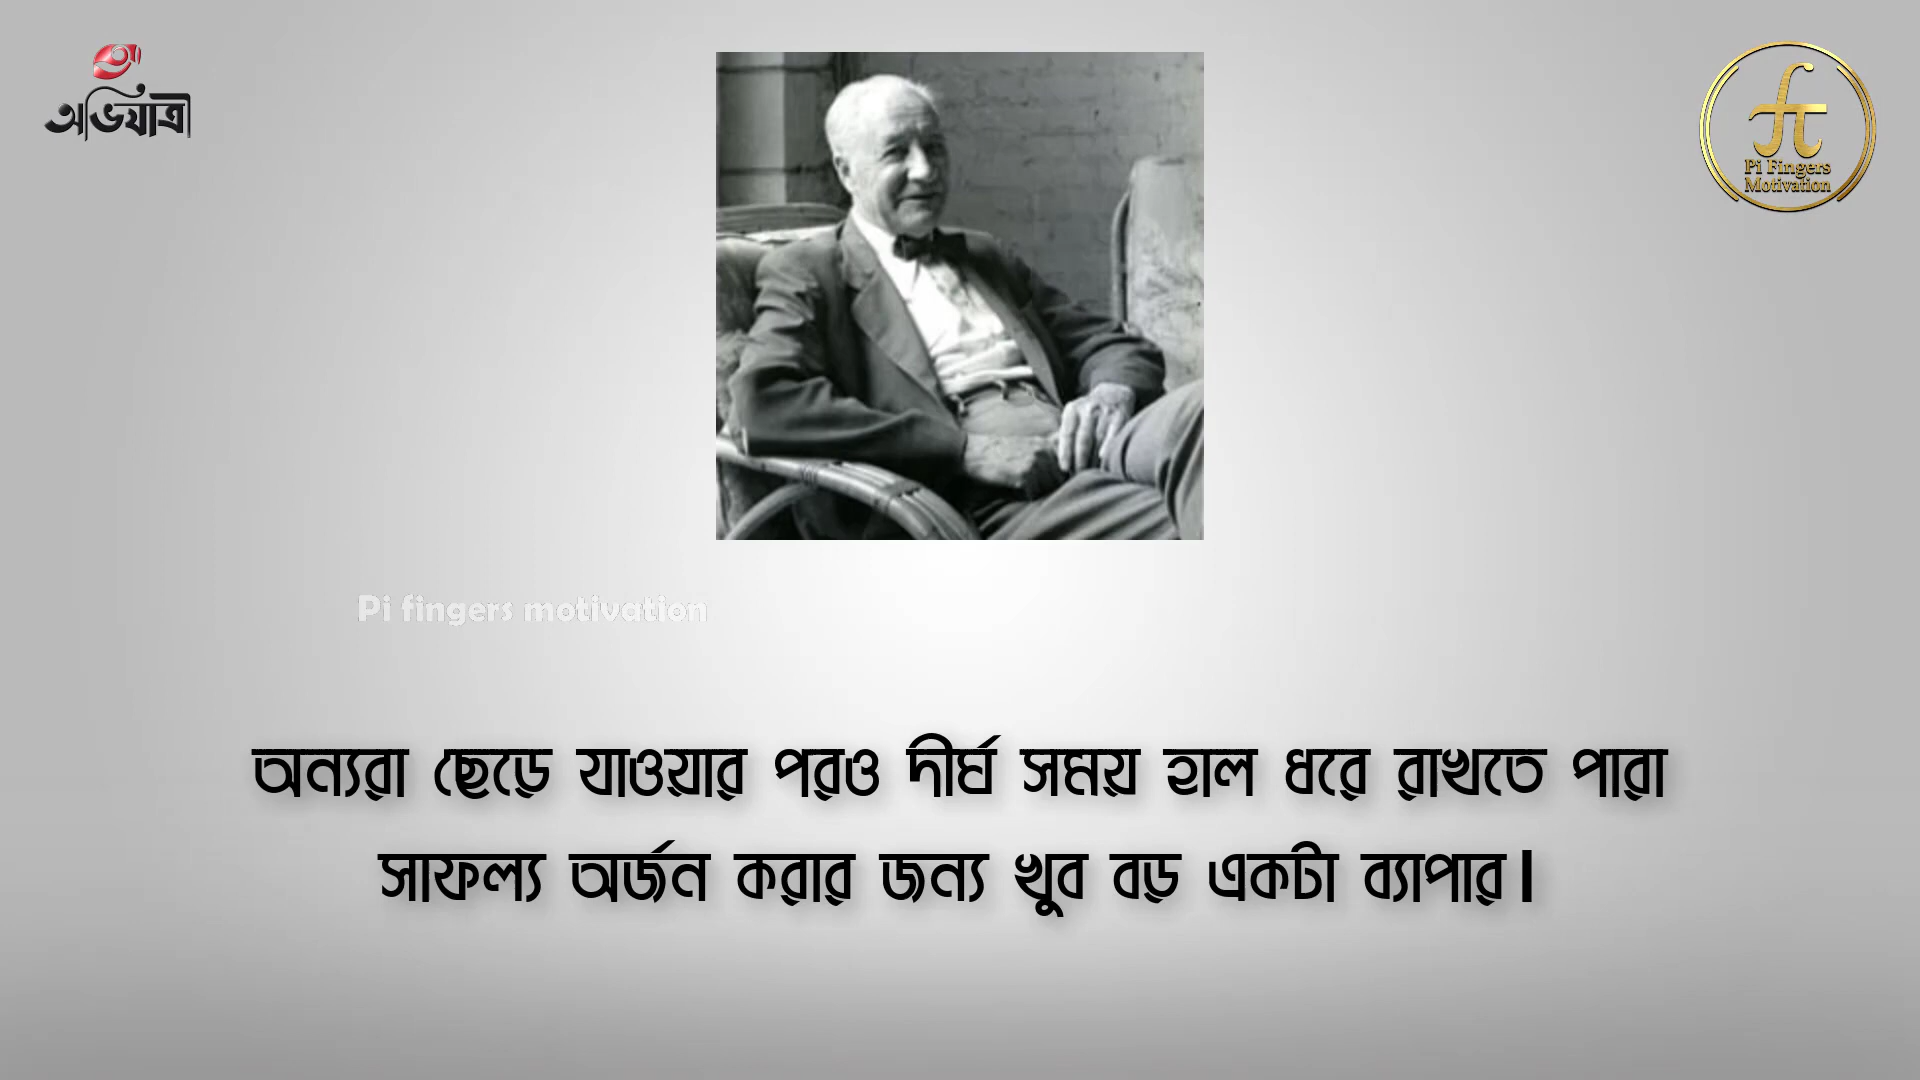 অভিযাত্রী
Pi Fingers
Motivation
Pi fingers motivation
অন্যরা ছেড়ে যাওয়ার পরও দীর্ঘ সময় হাল ধরে রাখতে পারা
সাফল্য অর্জন করার জন্য খুব বড় একটা ব্যাপার।